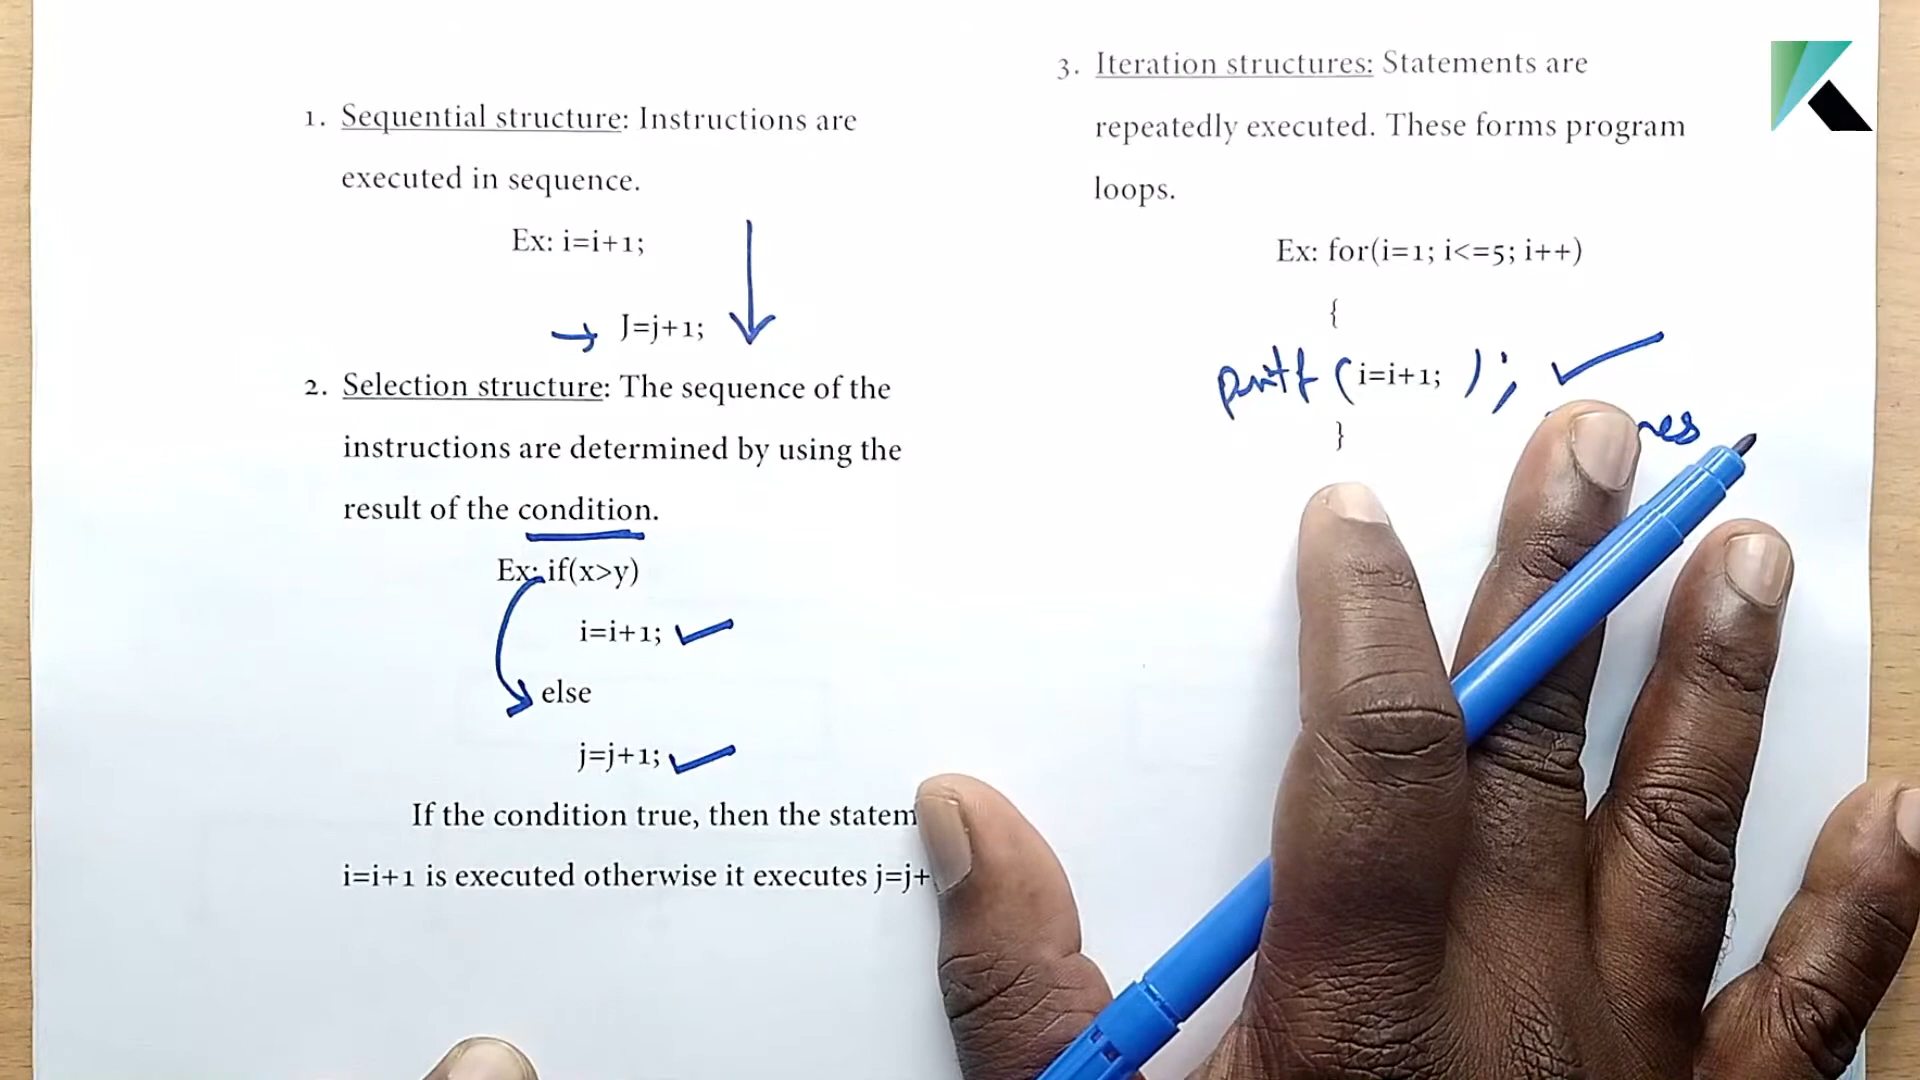 1. Sequential structure: Instructions are
executed in sequence.
Ex: i=i+1;
J=j+1;
2. Selection structure: The sequence of the
instructions are determined by using the
result of the condition.
Ex: if(x>y)
i=i+1;
else
j=j+1;
If the condition true, then the statem
i=i+1 is executed otherwise it executes j=j+
3. Iteration structures: Statements are
repeatedly executed. These forms program
loops.
Ex: for(i=1; i<=5; i++)
{
printf (i=i+1; );
}